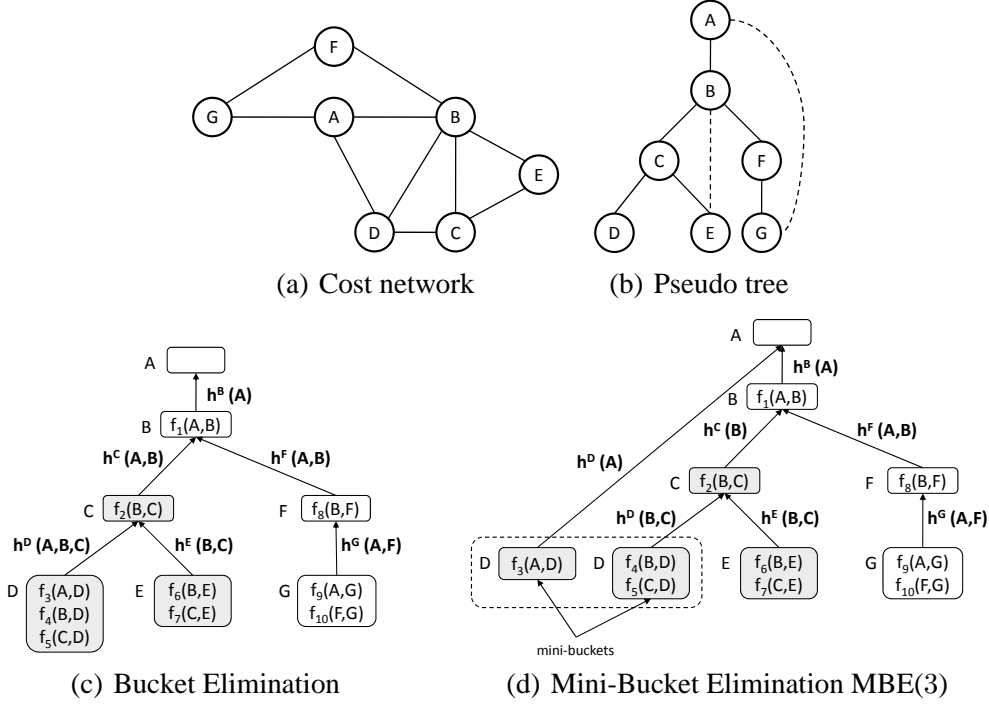 F
G
A
B
E
D
C
(a) Cost network
A
B
C
F
D
E
G
(b) Pseudo tree
A
h^B (A)
B
f₁(A,B)
h^C (A,B)
h^F (A,B)
C
f₂(B,C)
F
f₈(B,F)
h^D (A,B,C)
h^E (B,C)
h^G (A,F)
D
f₃(A,D)
f₄(B,D)
f₅(C,D)
E
f₆(B,E)
f₇(C,E)
G
f₉(A,G)
f₁₀(F,G)
(c) Bucket Elimination
A
h^B (A)
B
f₁(A,B)
h^C (B)
h^F (A,B)
h^D (A)
C
f₂(B,C)
F
f₈(B,F)
h^D (B,C)
h^E (B,C)
h^G (A,F)
D
f₃(A,D)
D
f₄(B,D)
f₅(C,D)
E
f₆(B,E)
f₇(C,E)
G
f₉(A,G)
f₁₀(F,G)
mini-buckets
(d) Mini-Bucket Elimination MBE(3)